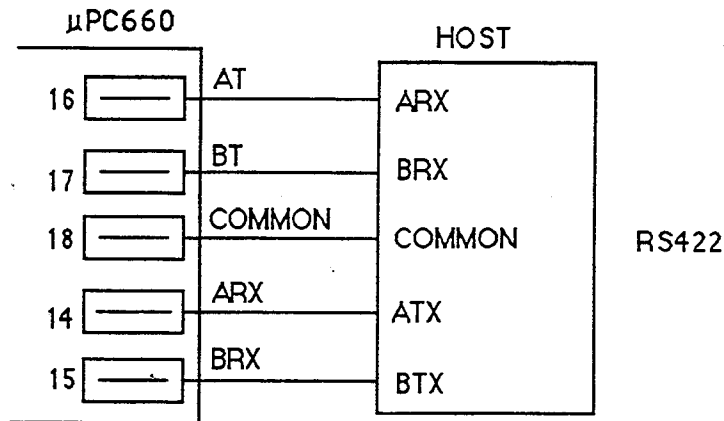 µPC660
HOST
16 AT ARX
17 BT BRX
18 COMMON COMMON RS422
14 ARX ATX
15 BRX BTX